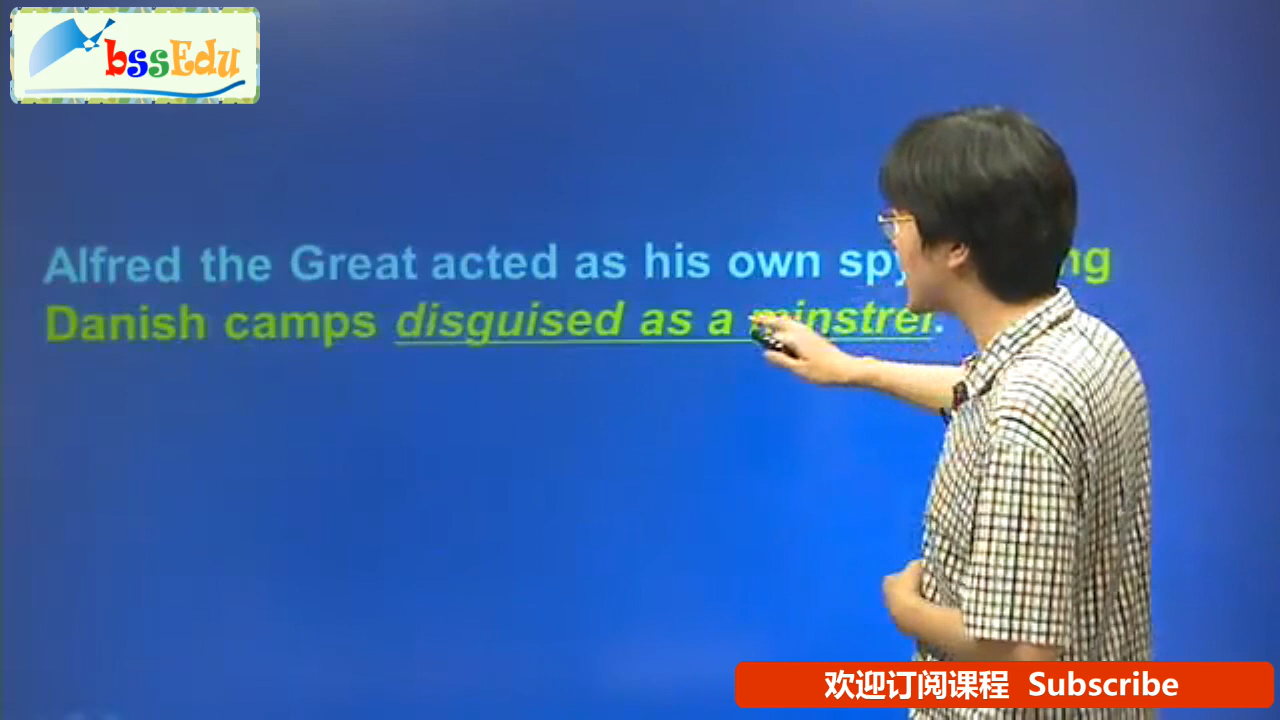 bssEdu
Alfred the Great acted as his own spy
Danish camps disguised as a minstrel.
欢迎订阅课程 Subscribe